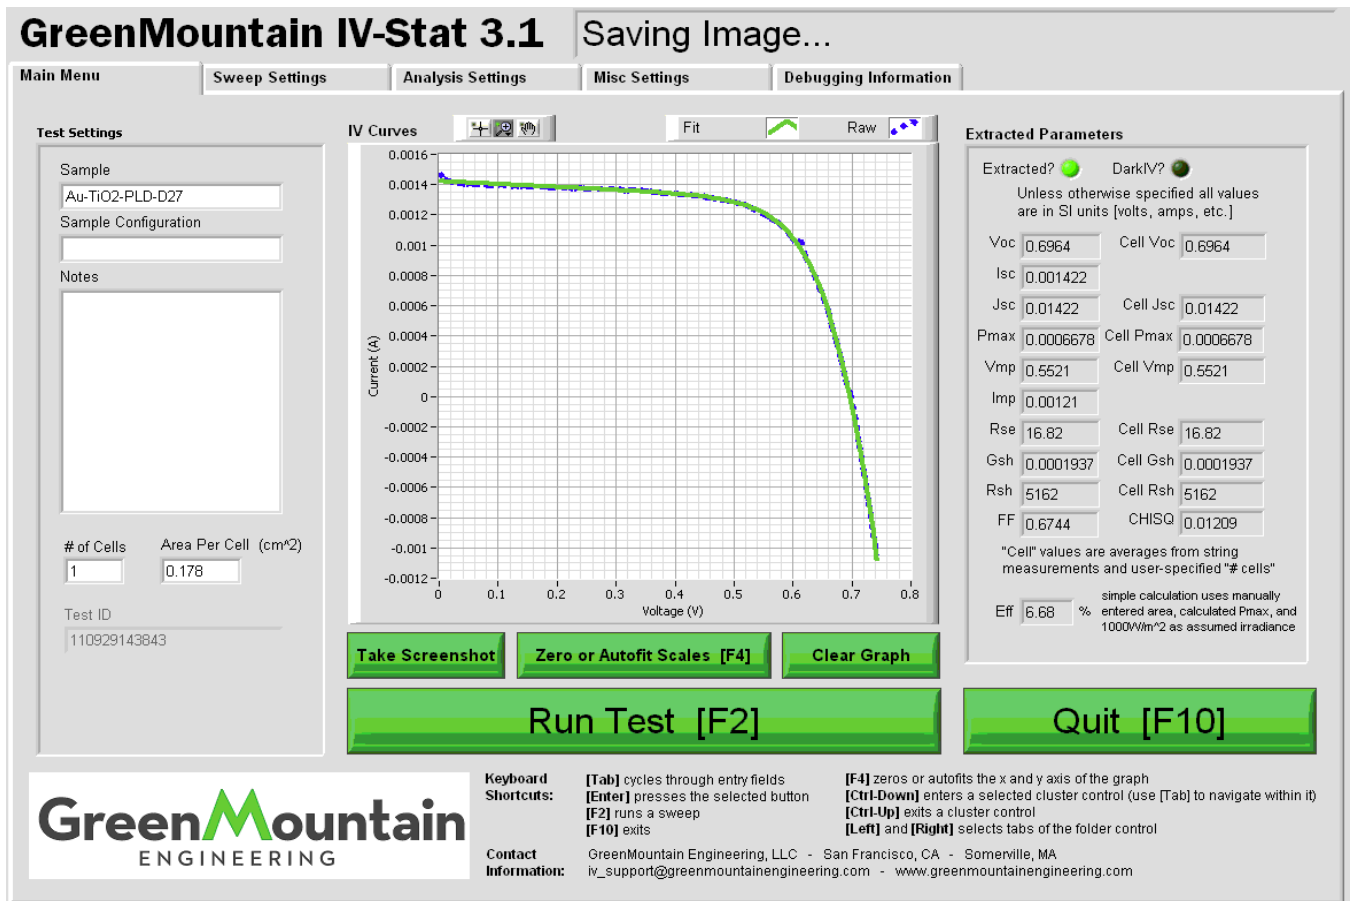 GreenMountain IV-Stat 3.1
Saving Image...
Main Menu
Sweep Settings
Analysis Settings
Misc Settings
Debugging Information
Test Settings
Sample
Au-TiO2-PLD-D27
Sample Configuration
Notes
# of Cells
Area Per Cell (cm^2)
1
0.178
Test ID
110929143843
IV Curves
Fit
Raw
0.0016
0.0014
0.0012
0.001
0.0008
0.0006
0.0004
0.0002
0
-0.0002
-0.0004
-0.0006
-0.0008
-0.001
-0.0012
Current (A)
0
0.1
0.2
0.3
0.4
0.5
0.6
0.7
0.8
Voltage (V)
Take Screenshot
Zero or Autofit Scales [F4]
Clear Graph
Run Test [F2]
Extracted Parameters
Extracted?
DarkIV?
Unless otherwise specified all values
are in SI units [volts, amps, etc.]
Voc 0.6964 Cell Voc 0.6964
Isc 0.001422
Jsc 0.01422 Cell Jsc 0.01422
Pmax 0.0006678 Cell Pmax 0.0006678
Vmp 0.5521 Cell Vmp 0.5521
Imp 0.00121
Rse 16.82 Cell Rse 16.82
Gsh 0.0001937 Cell Gsh 0.0001937
Rsh 5162 Cell Rsh 5162
FF 0.6744 CHISQ 0.01209
"Cell" values are averages from string
measurements and user-specified "# cells"
Eff 6.68 %
simple calculation uses manually
entered area, calculated Pmax, and
1000W/m^2 as assumed irradiance
Quit [F10]
GreenMountain
ENGINEERING
Keyboard
Shortcuts:
[Tab] cycles through entry fields
[Enter] presses the selected button
[F2] runs a sweep
[F10] exits
[F4] zeros or autofits the x and y axis of the graph
[Ctrl-Down] enters a selected cluster control (use [Tab] to navigate within it)
[Ctrl-Up] exits a cluster control
[Left] and [Right] selects tabs of the folder control
Contact
Information:
GreenMountain Engineering, LLC - San Francisco, CA - Somerville, MA
iv_support@greenmountainengineering.com - www.greenmountainengineering.com